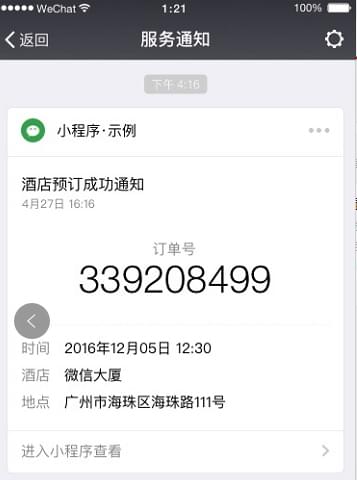 WeChat 1:21 100%
返回 服务通知
下午 4:16
小程序·示例
酒店预订成功通知
4月27日 16:16
订单号
339208499
时间 2016年12月05日 12:30
酒店 微信大厦
地点 广州市海珠区海珠路111号
进入小程序查看